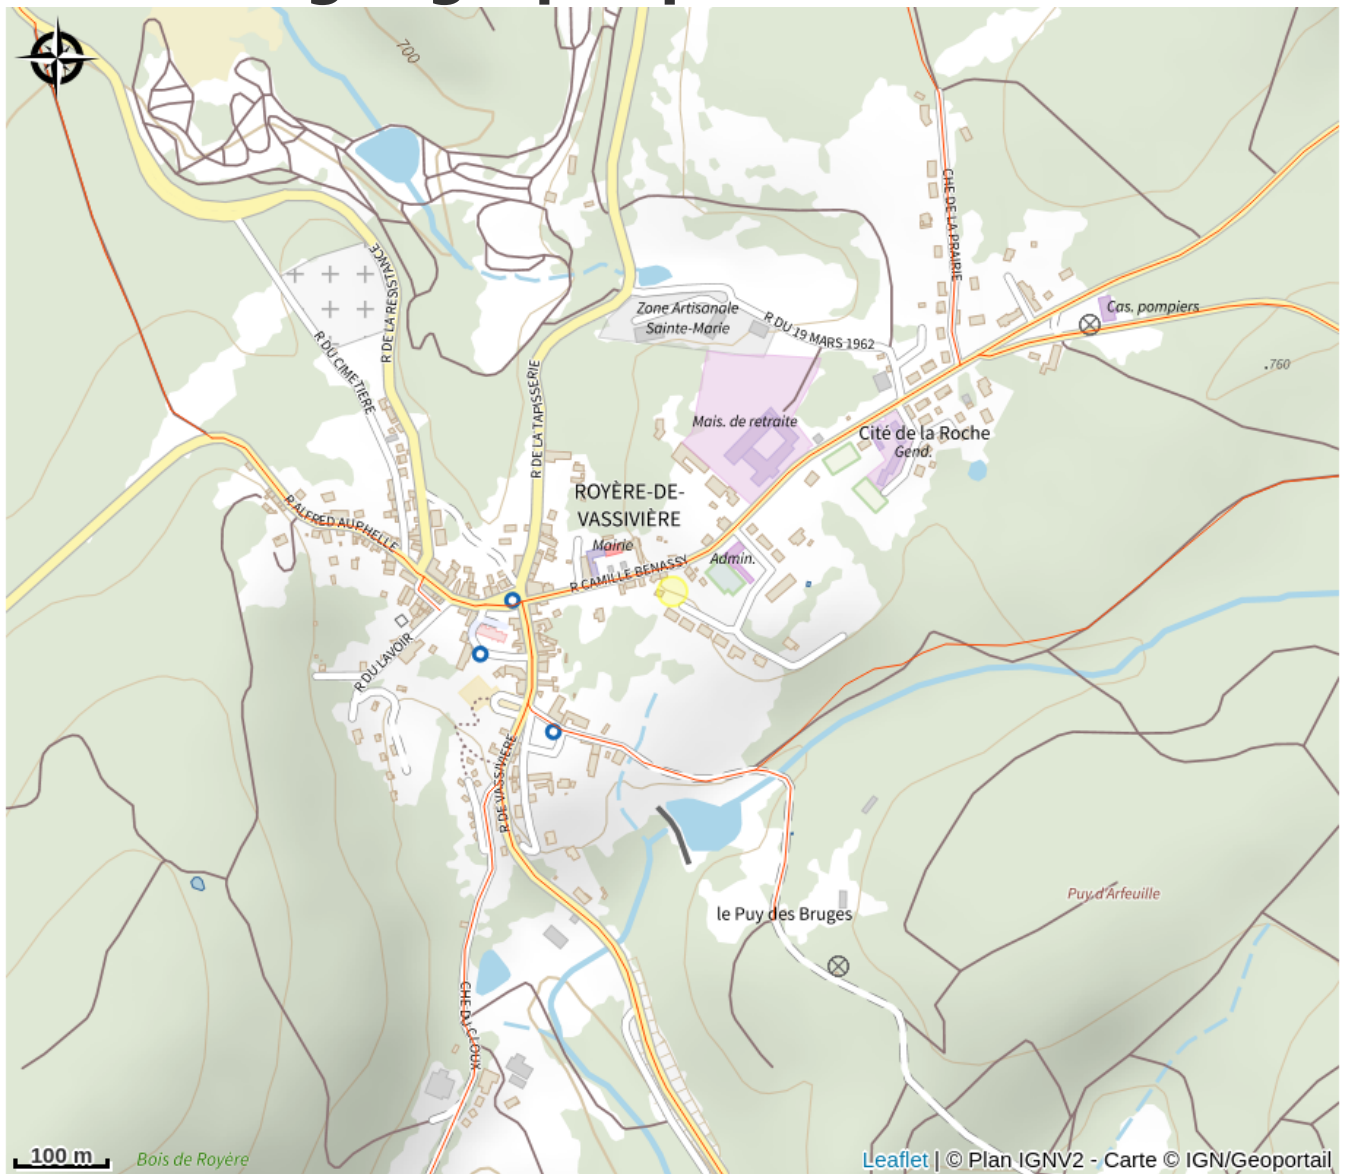 700
CHE DE LA PRAIRIE
R DE LA RESISTANCE
Zone Artisanale
Sainte-Marie
R DU 19 MARS 1962
Cas. pompiers
R DU CIMETIERE
.760
R DE LA TAPISSERIE
Mais. de retraite
Cité de la Roche
Gend.
ROYÈRE-DE-
VASSIVIÈRE
R ALFRED AUPHELLE
Mairie
Admin.
R CAMILLE BENASSY
R DU LAVOIR
R DE VASSIVIERE
Puy d'Arfeuille
le Puy des Bruges
CHE DU CLOUX
100 m
Bois de Royère
Leaflet | © Plan IGNV2 - Carte © IGN/Geoportail